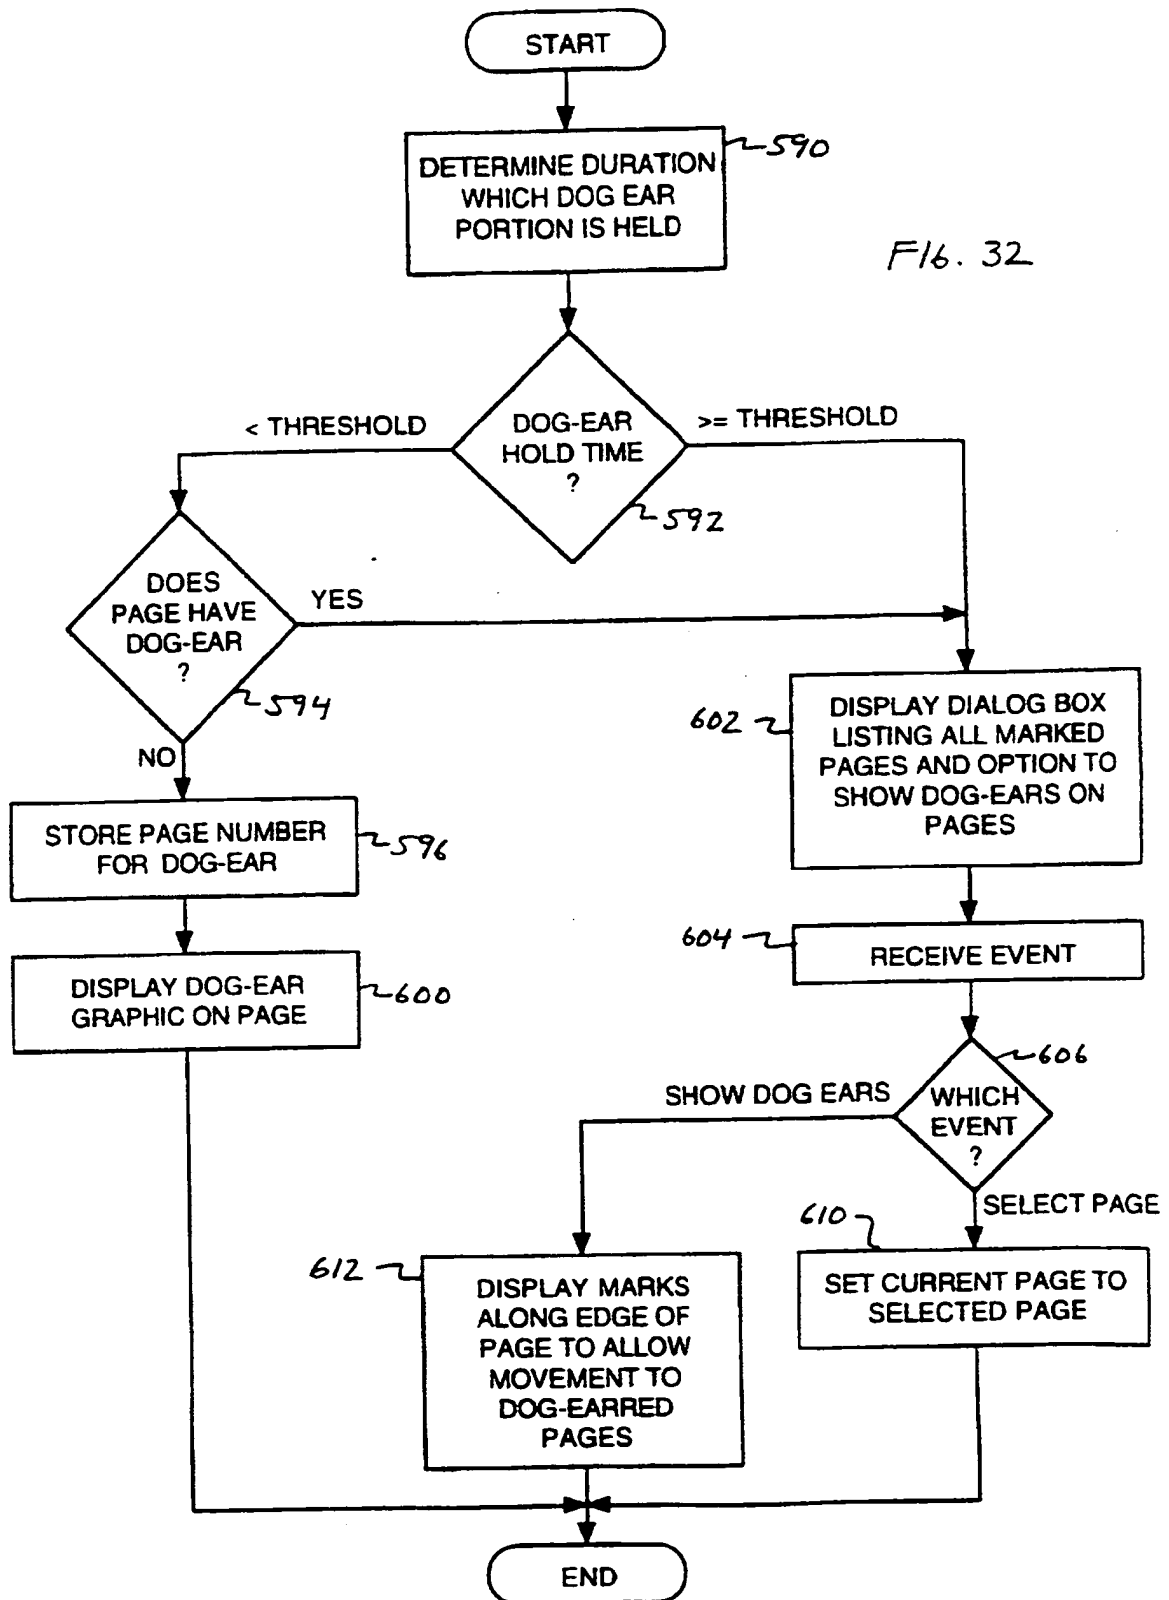 START
DETERMINE DURATION
WHICH DOG EAR
PORTION IS HELD
590
FIG. 32
< THRESHOLD
DOG-EAR
HOLD TIME
?
>= THRESHOLD
592
DOES
PAGE HAVE
DOG-EAR
?
YES
594
NO
602
DISPLAY DIALOG BOX
LISTING ALL MARKED
PAGES AND OPTION TO
SHOW DOG-EARS ON
PAGES
STORE PAGE NUMBER
FOR DOG-EAR
596
604
RECEIVE EVENT
DISPLAY DOG-EAR
GRAPHIC ON PAGE
600
606
SHOW DOG EARS
WHICH
EVENT
?
SELECT PAGE
610
612
DISPLAY MARKS
ALONG EDGE OF
PAGE TO ALLOW
MOVEMENT TO
DOG-EARRED
PAGES
SET CURRENT PAGE TO
SELECTED PAGE
END